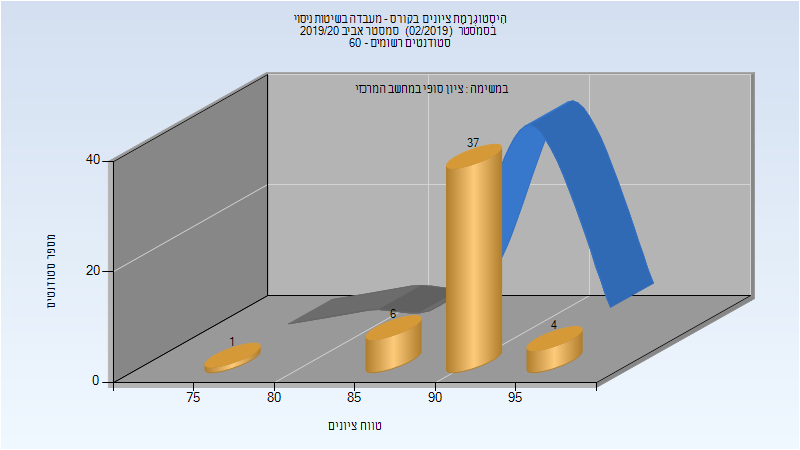 היסטוגרמת ציונים בקורס - מעבדה בשיטות ניסוי
בסמסטר (02/2019) סמסטר אביב 2019/20
סטודנטים רשומים - 60
במשימה : ציון סופי במחשב המרכזי
37
40
20
0
מספר סטודנטים
1
6
4
75
80
85
90
95
טווח ציונים